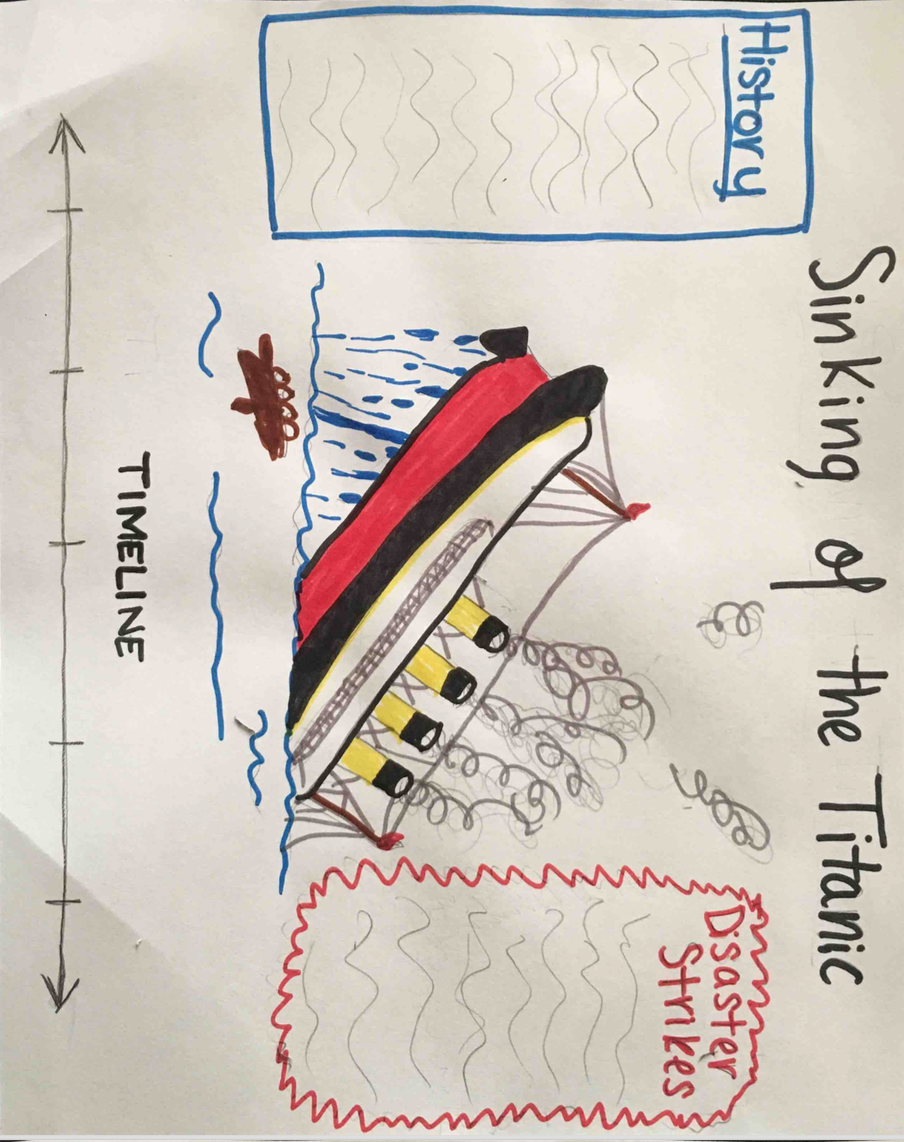 Sinking of the Titanic
History
Disaster
Strikes
TIMELINE